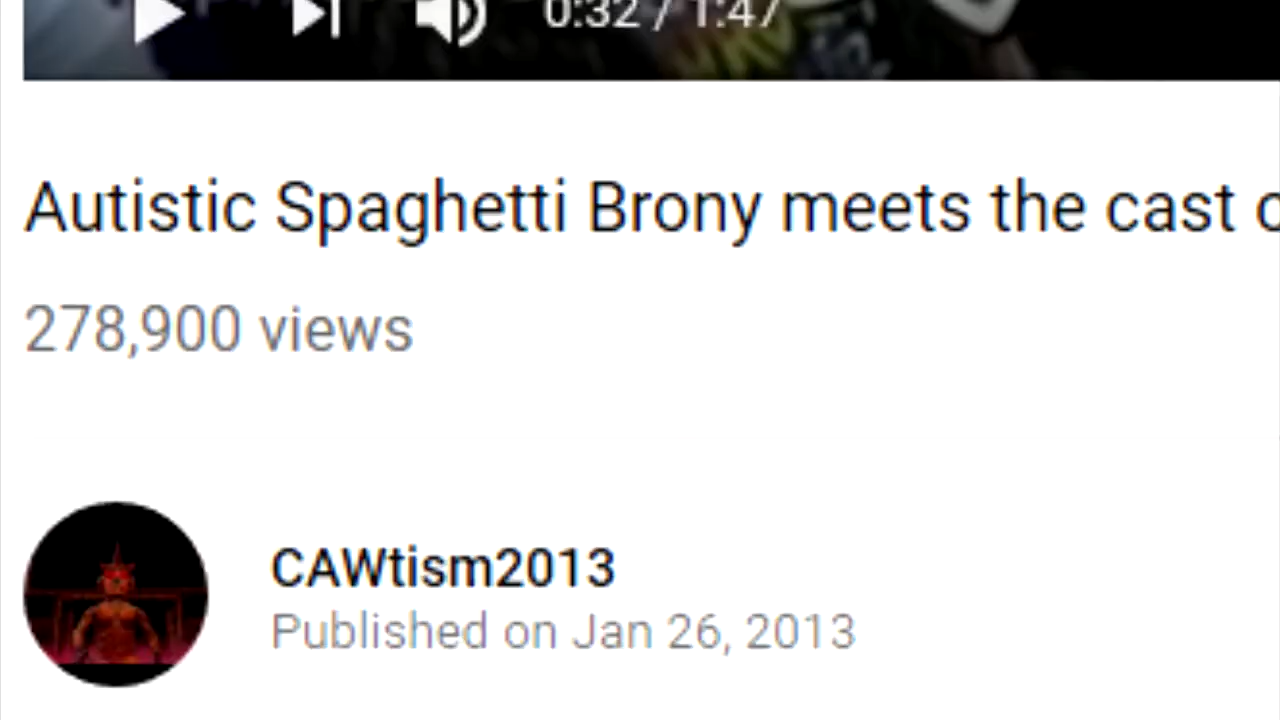 0:32 / 1:47
Autistic Spaghetti Brony meets the cast
278,900 views
CAWtism2013
Published on Jan 26, 2013